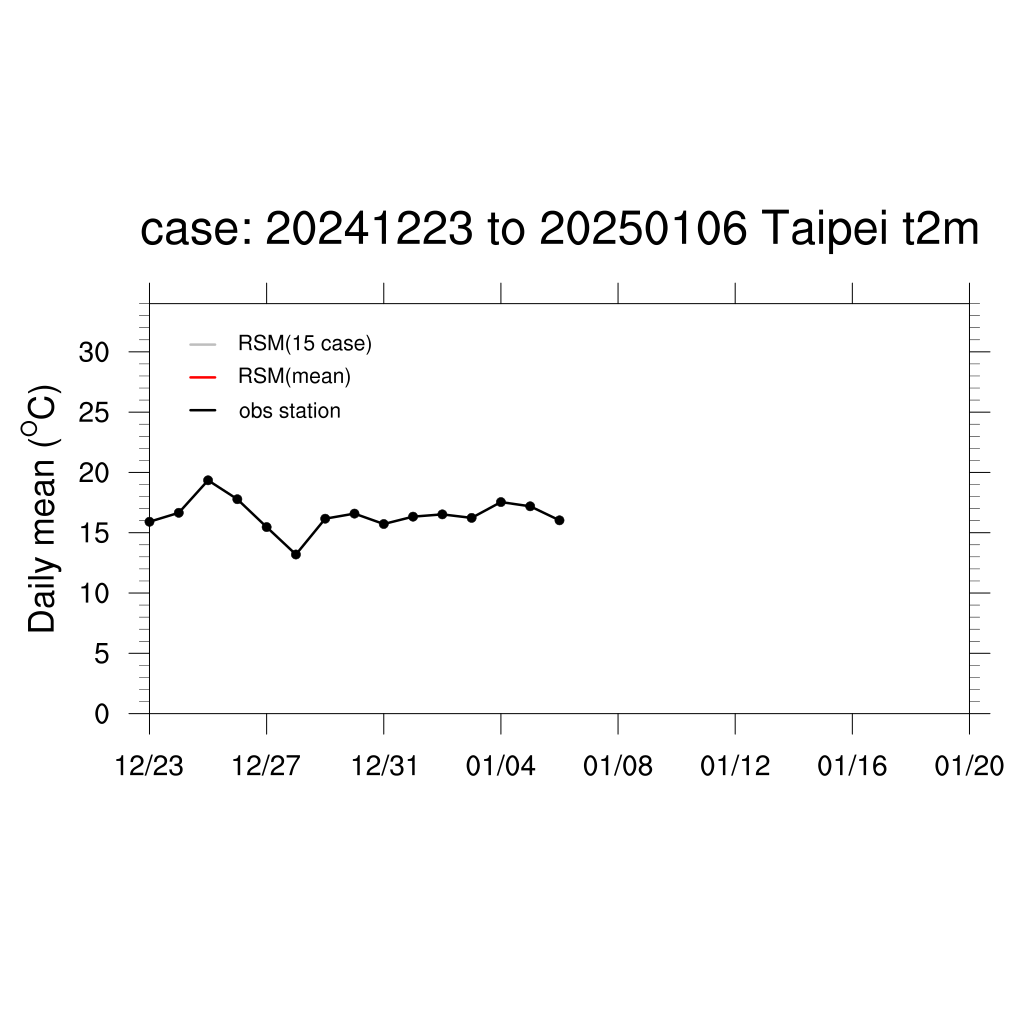 case: 20241223 to 20250106 Taipei t2m
RSM(15 case)
RSM(mean)
obs station
Daily mean (°C)
30
25
20
15
10
5
0
12/23 12/27 12/31 01/04 01/08 01/12 01/16 01/20